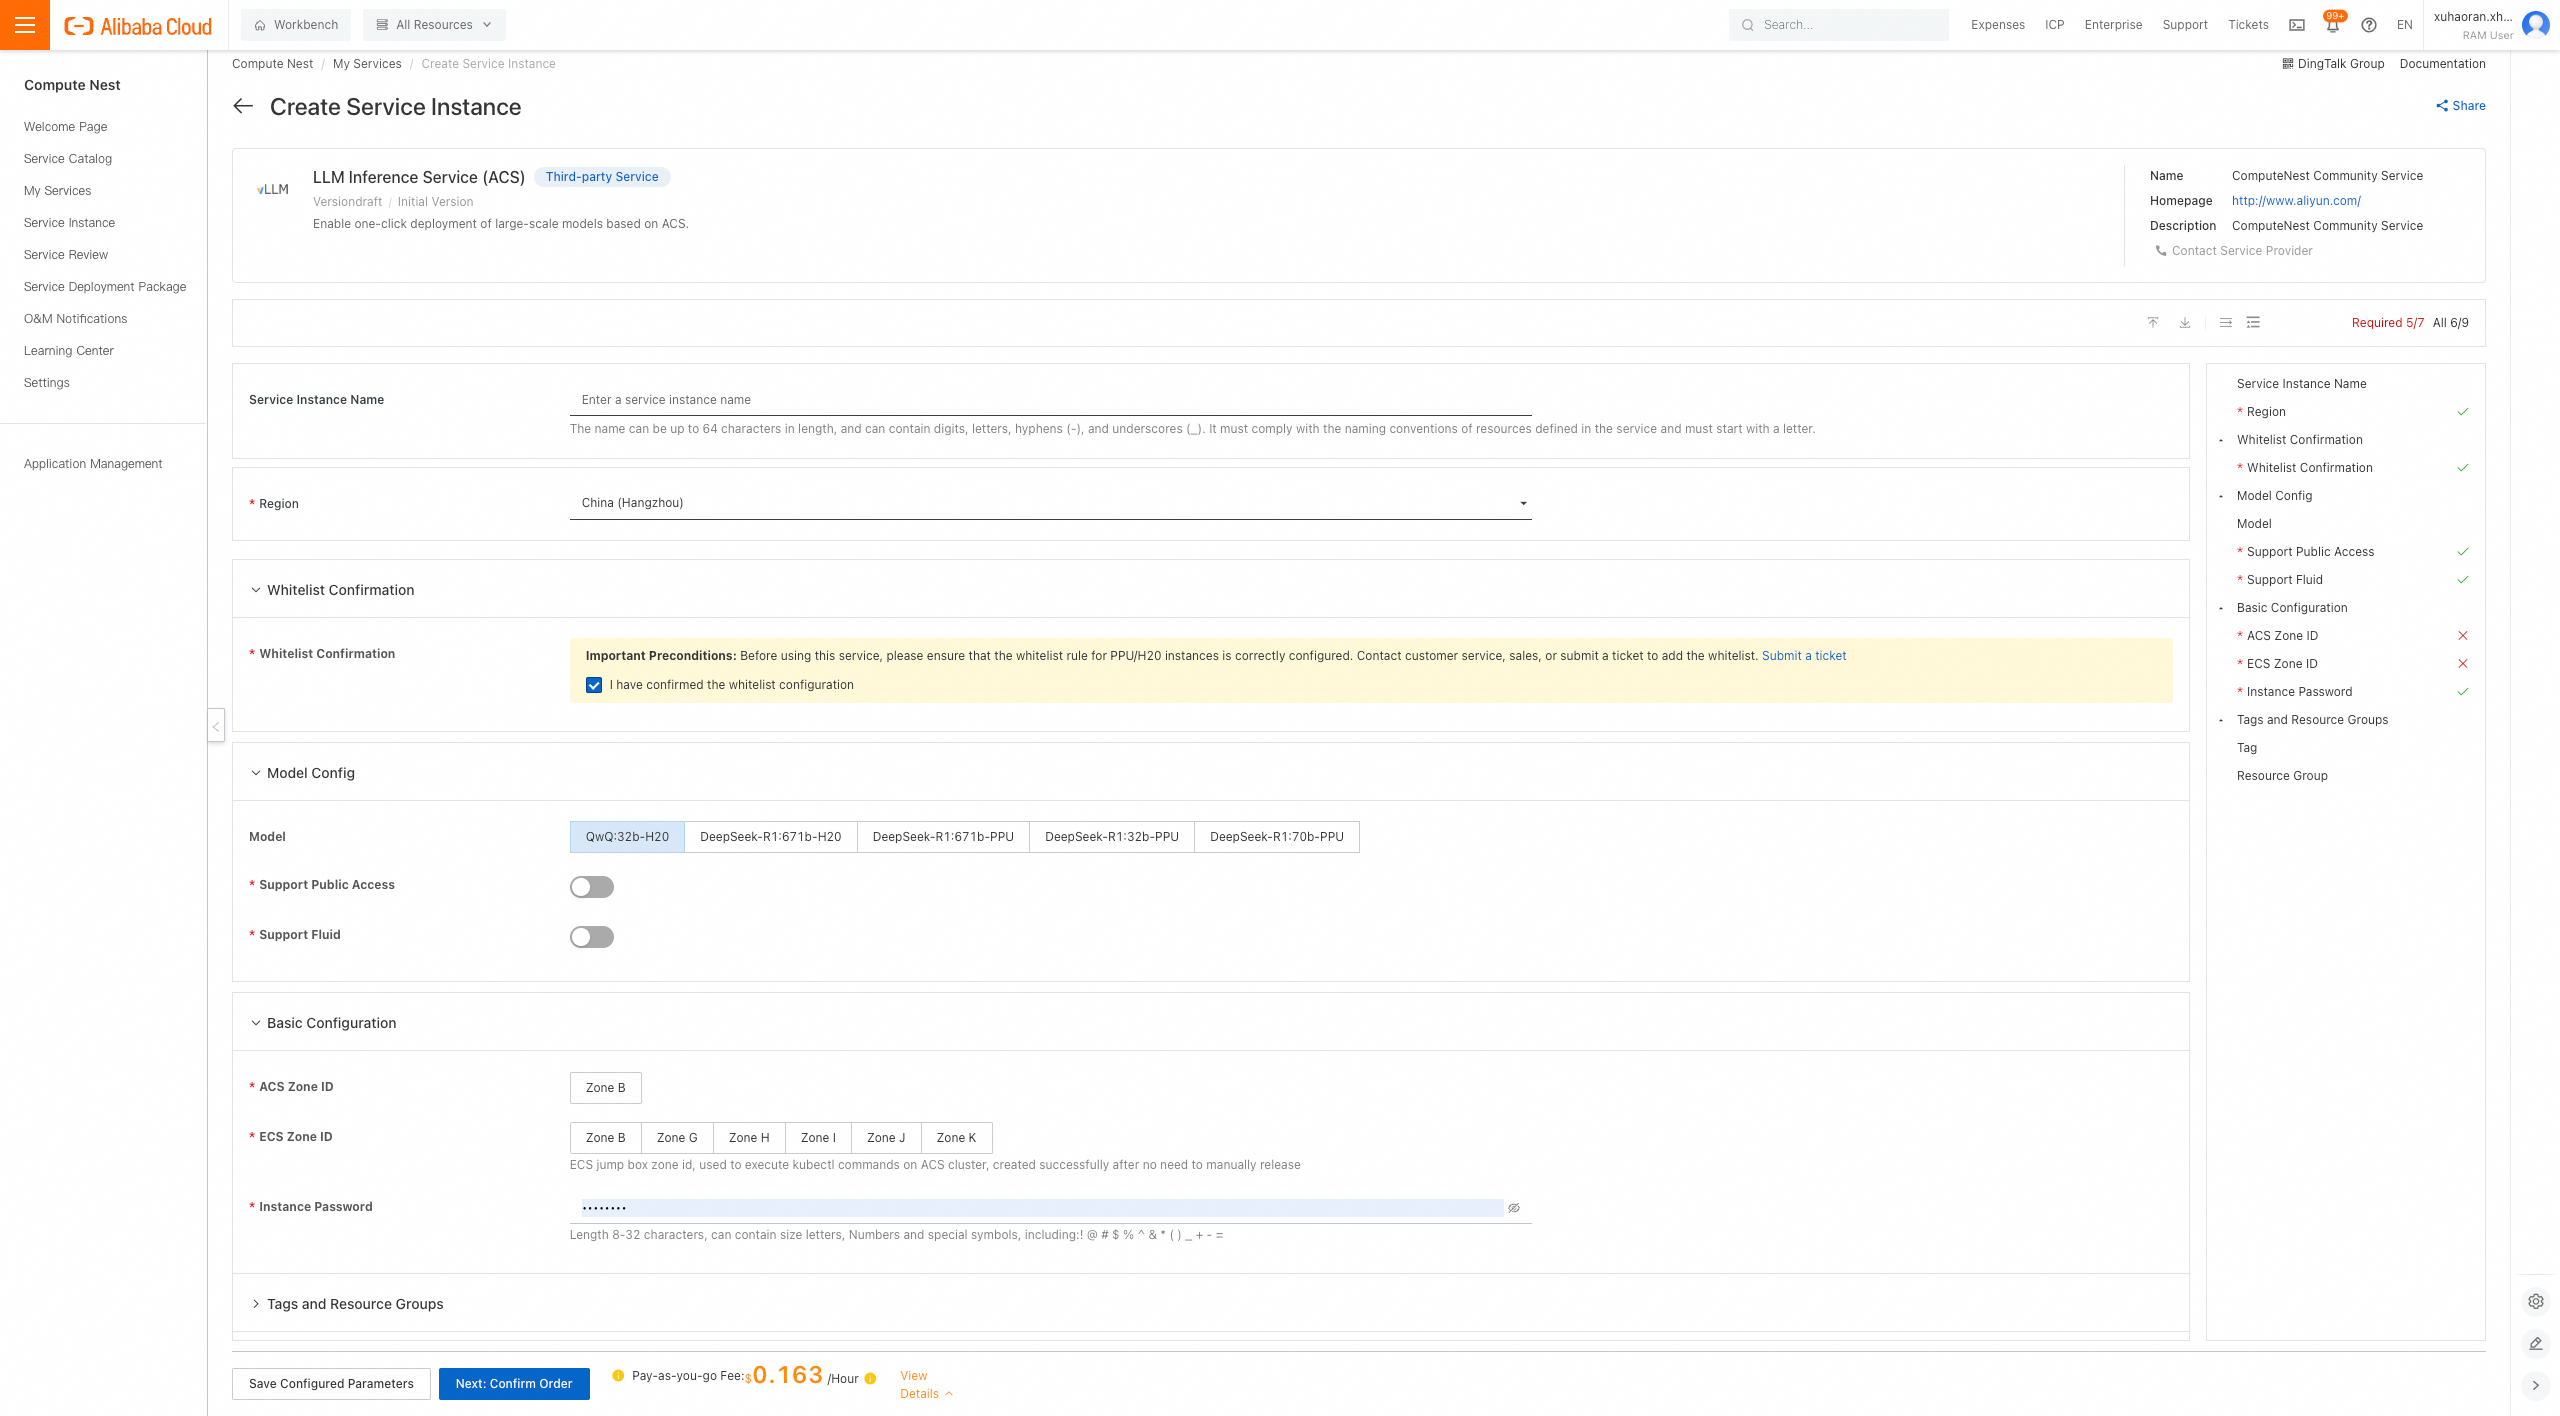 Alibaba Cloud
Workbench
All Resources
Search...
Expenses
ICP
Enterprise
Support
Tickets
99+
EN
xuhaoran.xh...
RAM User
Compute Nest
Welcome Page
Service Catalog
My Services
Service Instance
Service Review
Service Deployment Package
O&M Notifications
Learning Center
Settings
Application Management
Compute Nest / My Services / Create Service Instance
DingTalk Group
Documentation
Create Service Instance
Share
vLLM
LLM Inference Service (ACS)
Third-party Service
Versiondraft / Initial Version
Enable one-click deployment of large-scale models based on ACS.
Name ComputeNest Community Service
Homepage http://www.aliyun.com/
Description ComputeNest Community Service
Contact Service Provider
Required 5/7 All 6/9
Service Instance Name
Enter a service instance name
The name can be up to 64 characters in length, and can contain digits, letters, hyphens (-), and underscores (_). It must comply with the naming conventions of resources defined in the service and must start with a letter.
* Region
China (Hangzhou)
Whitelist Confirmation
* Whitelist Confirmation
Important Preconditions: Before using this service, please ensure that the whitelist rule for PPU/H20 instances is correctly configured. Contact customer service, sales, or submit a ticket to add the whitelist. Submit a ticket
I have confirmed the whitelist configuration
Model Config
Model
QwQ:32b-H20
DeepSeek-R1:671b-H20
DeepSeek-R1:671b-PPU
DeepSeek-R1:32b-PPU
DeepSeek-R1:70b-PPU
* Support Public Access
* Support Fluid
Basic Configuration
* ACS Zone ID
Zone B
* ECS Zone ID
Zone B
Zone G
Zone H
Zone I
Zone J
Zone K
ECS jump box zone id, used to execute kubectl commands on ACS cluster, created successfully after no need to manually release
* Instance Password
••••••••
Length 8-32 characters, can contain size letters, Numbers and special symbols, including:! @ # $ % ^ & * ( ) _ + - =
Tags and Resource Groups
Service Instance Name
* Region
Whitelist Confirmation
* Whitelist Confirmation
Model Config
Model
* Support Public Access
* Support Fluid
Basic Configuration
* ACS Zone ID
* ECS Zone ID
* Instance Password
Tags and Resource Groups
Tag
Resource Group
Save Configured Parameters
Next: Confirm Order
Pay-as-you-go Fee:$0.163 /Hour
View
Details